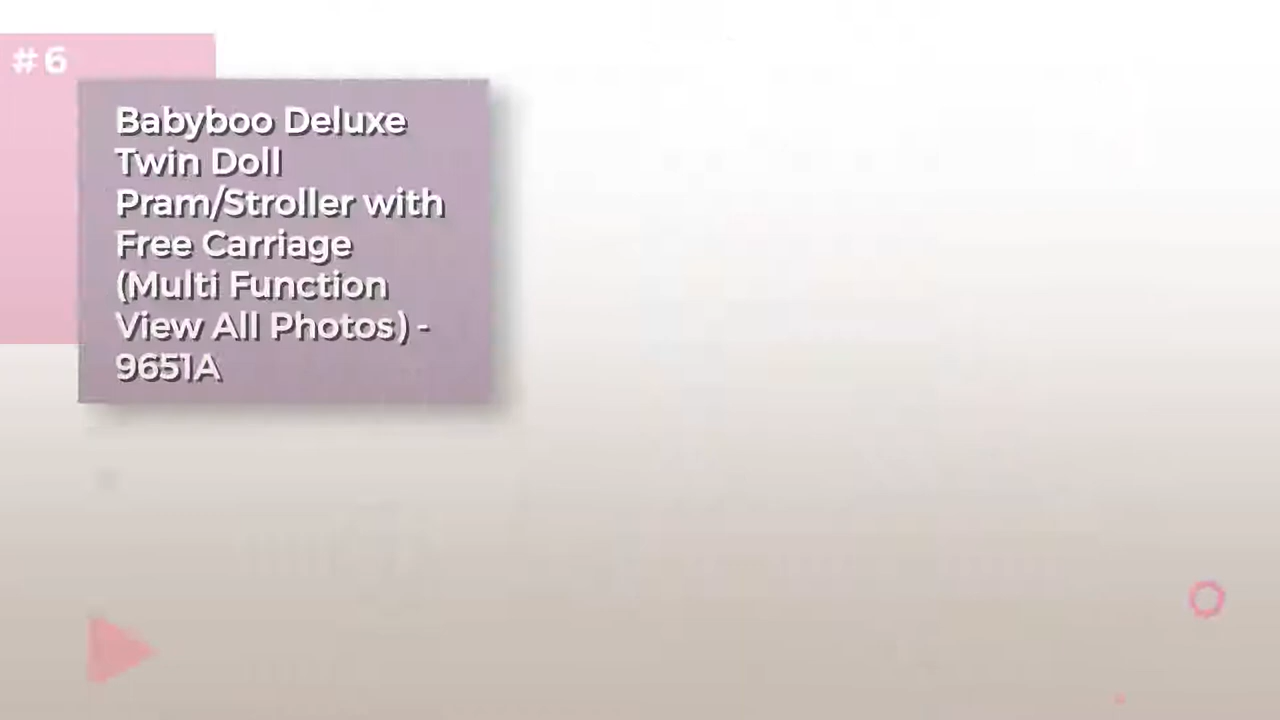 #6
Babyboo Deluxe
Twin Doll
Pram/Stroller with
Free Carriage
(Multi Function
View All Photos) -
9651A